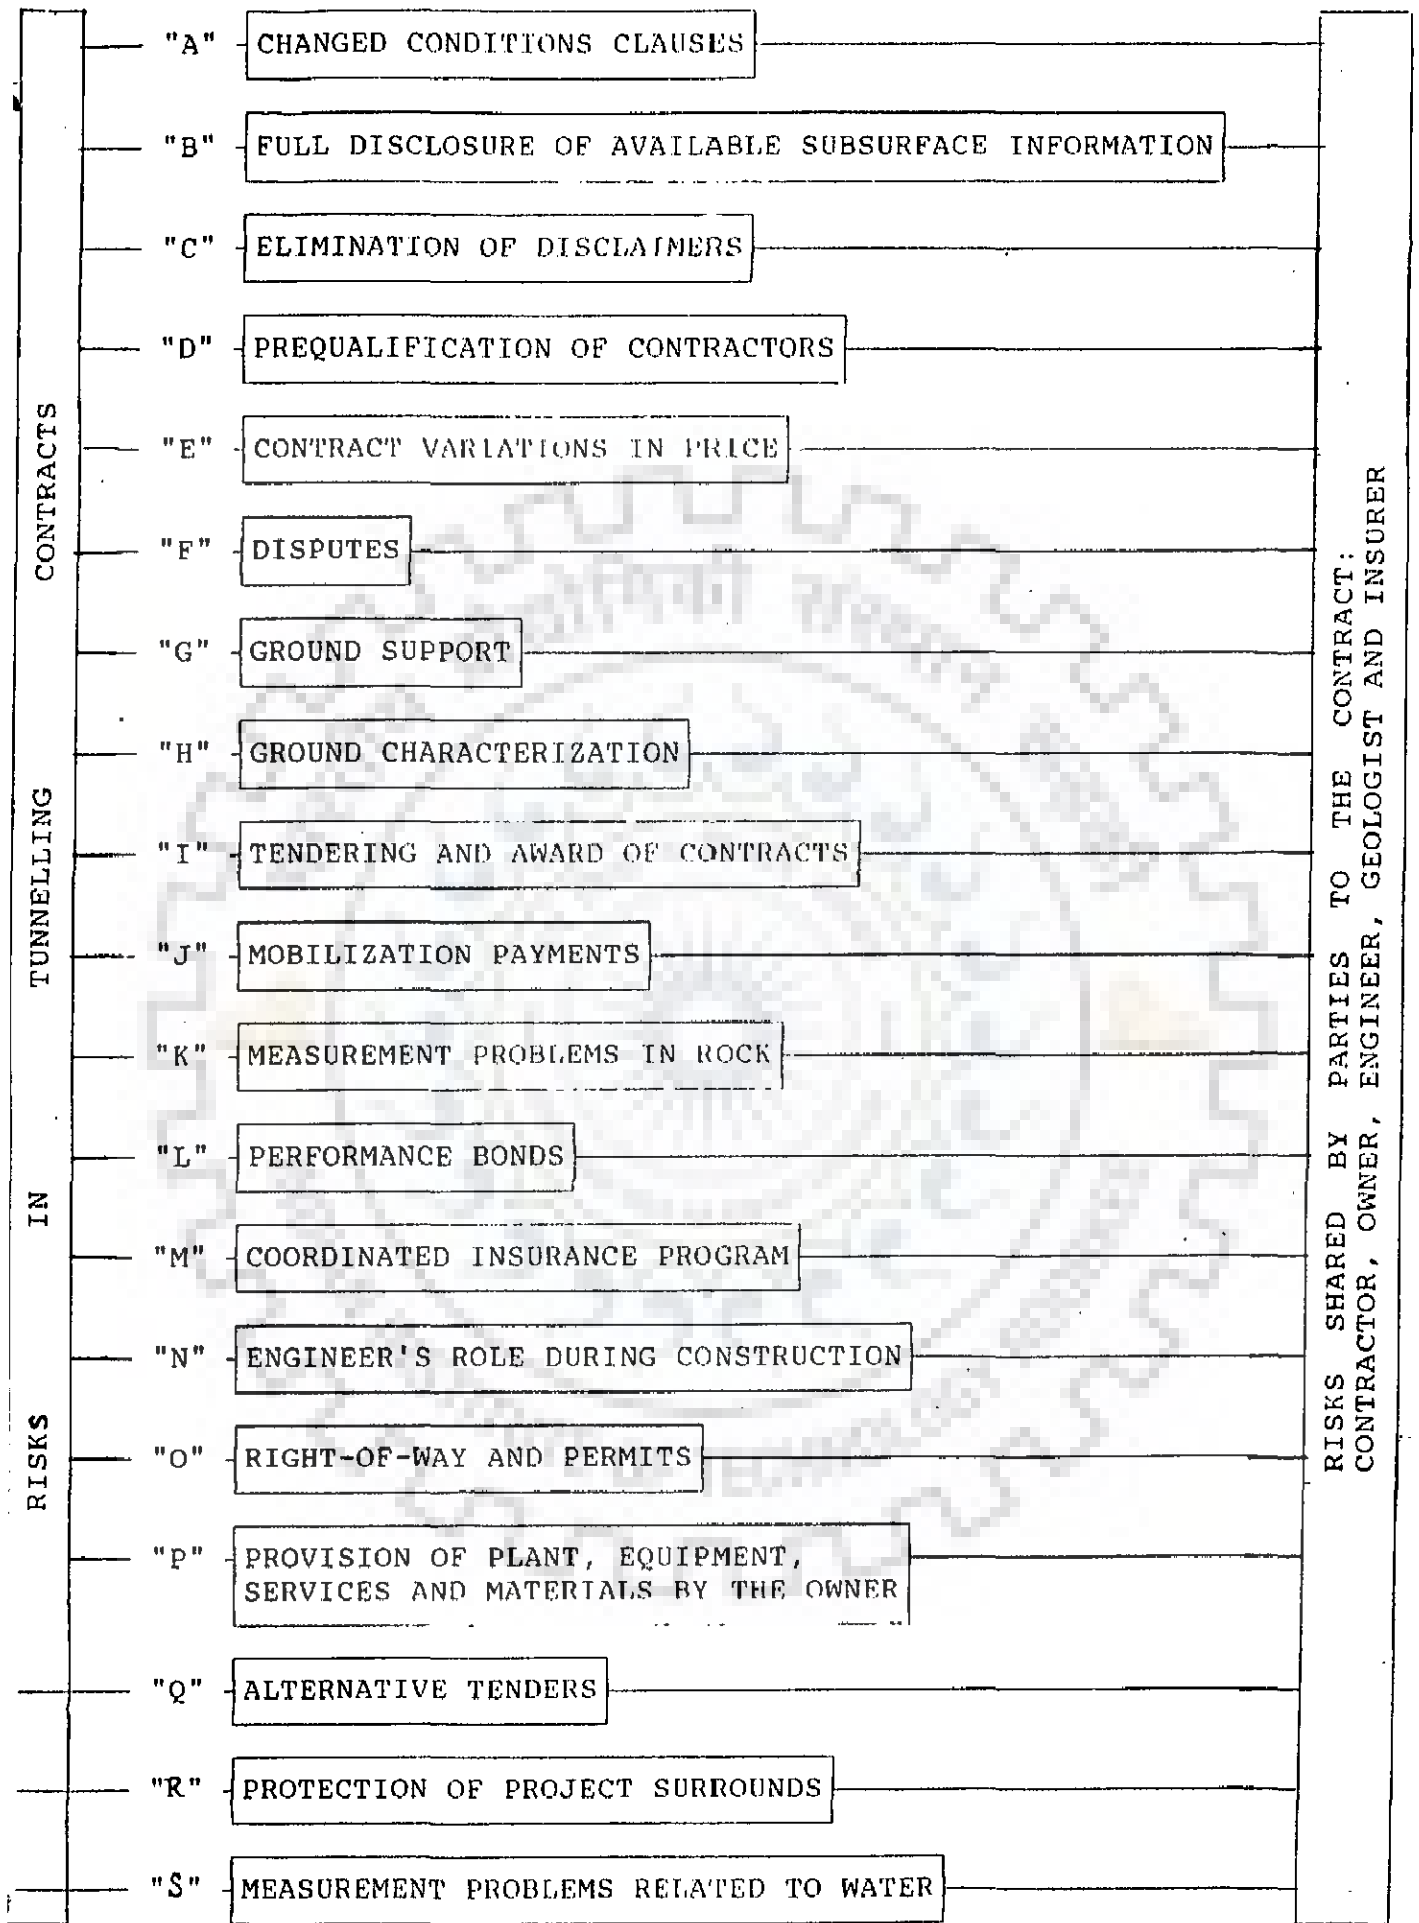 RISKS IN TUNNELLING CONTRACTS
"A" CHANGED CONDITIONS CLAUSES
"B" FULL DISCLOSURE OF AVAILABLE SUBSURFACE INFORMATION
"C" ELIMINATION OF DISCLAIMERS
"D" PREQUALIFICATION OF CONTRACTORS
"E" CONTRACT VARIATIONS IN PRICE
"F" DISPUTES
"G" GROUND SUPPORT
"H" GROUND CHARACTERIZATION
"I" TENDERING AND AWARD OF CONTRACTS
"J" MOBILIZATION PAYMENTS
"K" MEASUREMENT PROBLEMS IN ROCK
"L" PERFORMANCE BONDS
"M" COORDINATED INSURANCE PROGRAM
"N" ENGINEER'S ROLE DURING CONSTRUCTION
"O" RIGHT-OF-WAY AND PERMITS
"P" PROVISION OF PLANT, EQUIPMENT,
SERVICES AND MATERIALS BY THE OWNER
"Q" ALTERNATIVE TENDERS
"R" PROTECTION OF PROJECT SURROUNDS
"S" MEASUREMENT PROBLEMS RELATED TO WATER
RISKS SHARED BY PARTIES TO THE CONTRACT:
CONTRACTOR, OWNER, ENGINEER, GEOLOGIST AND INSURER